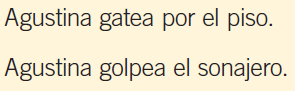 Agustina gatea por el piso.
Agustina golpea el sonajero.